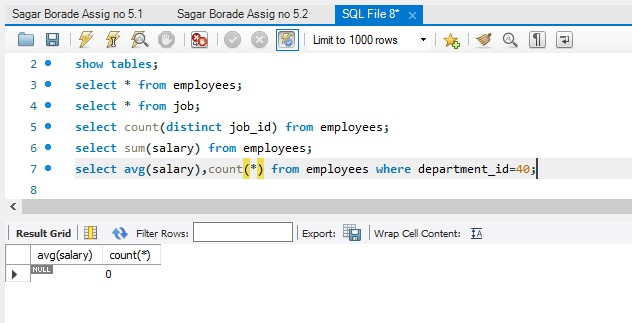 Sagar Borade Assig no 5.1 Sagar Borade Assig no 5.2 SQL File 8*
Limit to 1000 rows
2 show tables;
3 select * from employees;
4 select * from job;
5 select count(distinct job_id) from employees;
6 select sum(salary) from employees;
7 select avg(salary),count(*) from employees where department_id=40;
8
Result Grid Filter Rows: Export: Wrap Cell Content:
avg(salary) count(*)
NULL 0